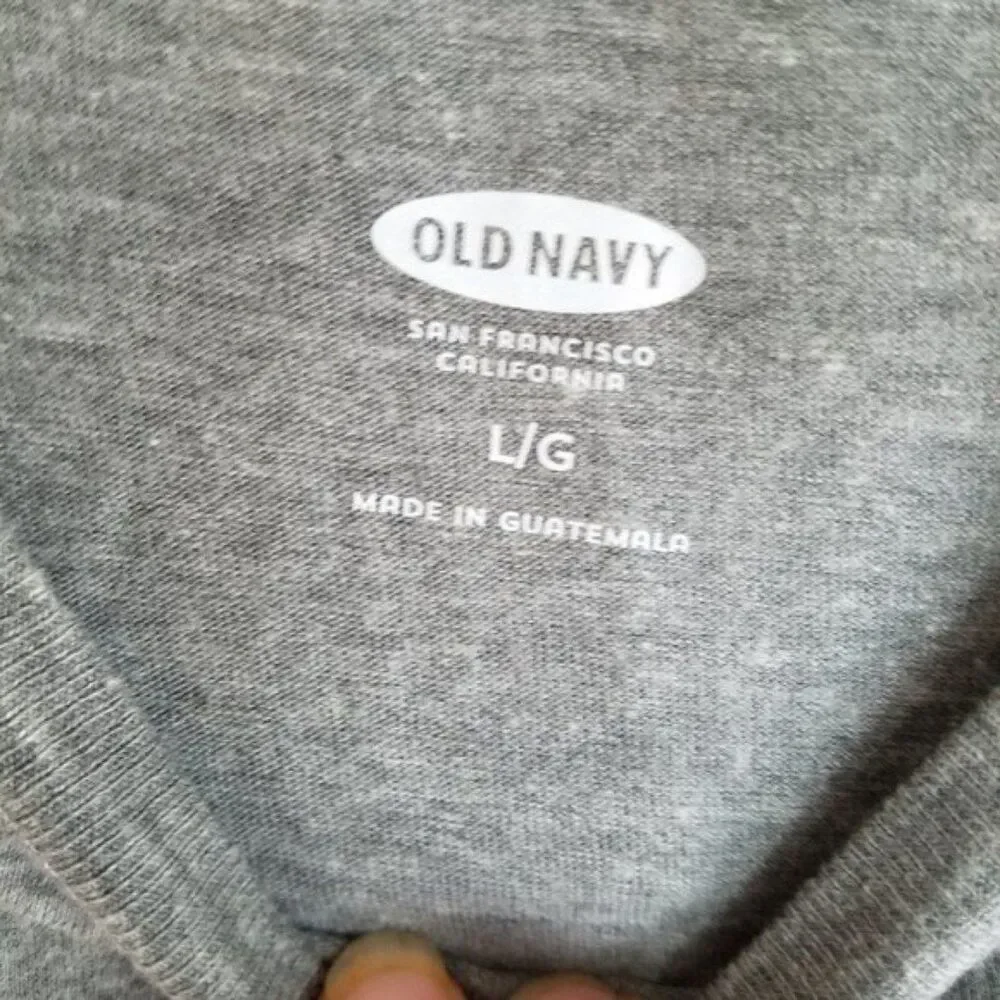 OLD NAVY
SAN FRANCISCO
CALIFORNIA
L/G
MADE IN GUATEMALA